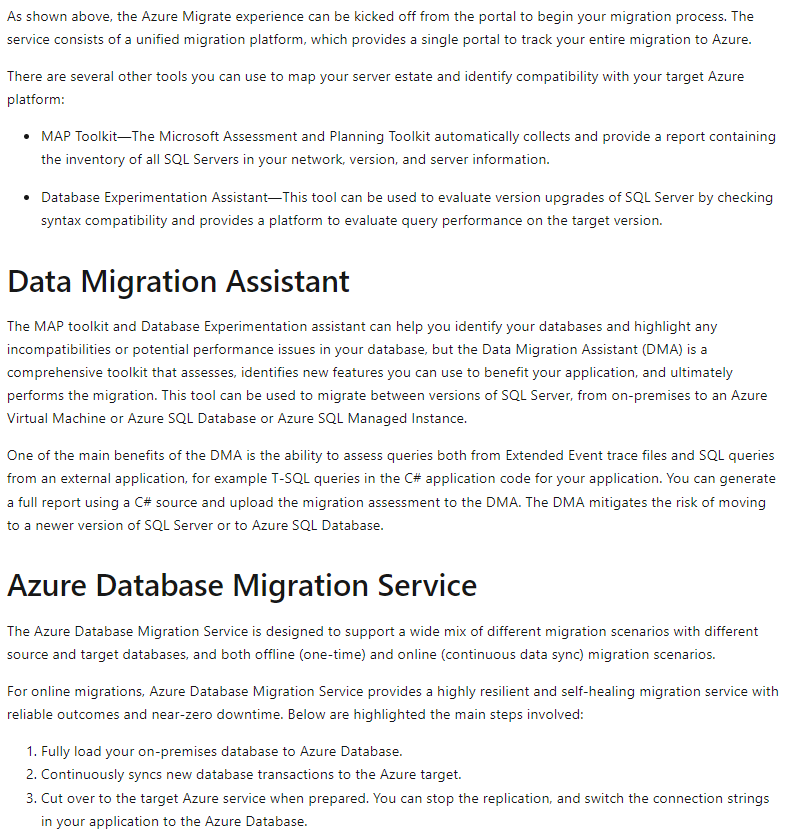 As shown above, the Azure Migrate experience can be kicked off from the portal to begin your migration process. The
service consists of a unified migration platform, which provides a single portal to track your entire migration to Azure.
There are several other tools you can use to map your server estate and identify compatibility with your target Azure
platform:
• MAP Toolkit—The Microsoft Assessment and Planning Toolkit automatically collects and provide a report containing
the inventory of all SQL Servers in your network, version, and server information.
• Database Experimentation Assistant—This tool can be used to evaluate version upgrades of SQL Server by checking
syntax compatibility and provides a platform to evaluate query performance on the target version.
Data Migration Assistant
The MAP toolkit and Database Experimentation assistant can help you identify your databases and highlight any
incompatibilities or potential performance issues in your database, but the Data Migration Assistant (DMA) is a
comprehensive toolkit that assesses, identifies new features you can use to benefit your application, and ultimately
performs the migration. This tool can be used to migrate between versions of SQL Server, from on-premises to an Azure
Virtual Machine or Azure SQL Database or Azure SQL Managed Instance.
One of the main benefits of the DMA is the ability to assess queries both from Extended Event trace files and SQL queries
from an external application, for example T-SQL queries in the C# application code for your application. You can generate
a full report using a C# source and upload the migration assessment to the DMA. The DMA mitigates the risk of moving
to a newer version of SQL Server or to Azure SQL Database.
Azure Database Migration Service
The Azure Database Migration Service is designed to support a wide mix of different migration scenarios with different
source and target databases, and both offline (one-time) and online (continuous data sync) migration scenarios.
For online migrations, Azure Database Migration Service provides a highly resilient and self-healing migration service with
reliable outcomes and near-zero downtime. Below are highlighted the main steps involved:
1. Fully load your on-premises database to Azure Database.
2. Continuously syncs new database transactions to the Azure target.
3. Cut over to the target Azure service when prepared. You can stop the replication, and switch the connection strings
in your application to the Azure Database.